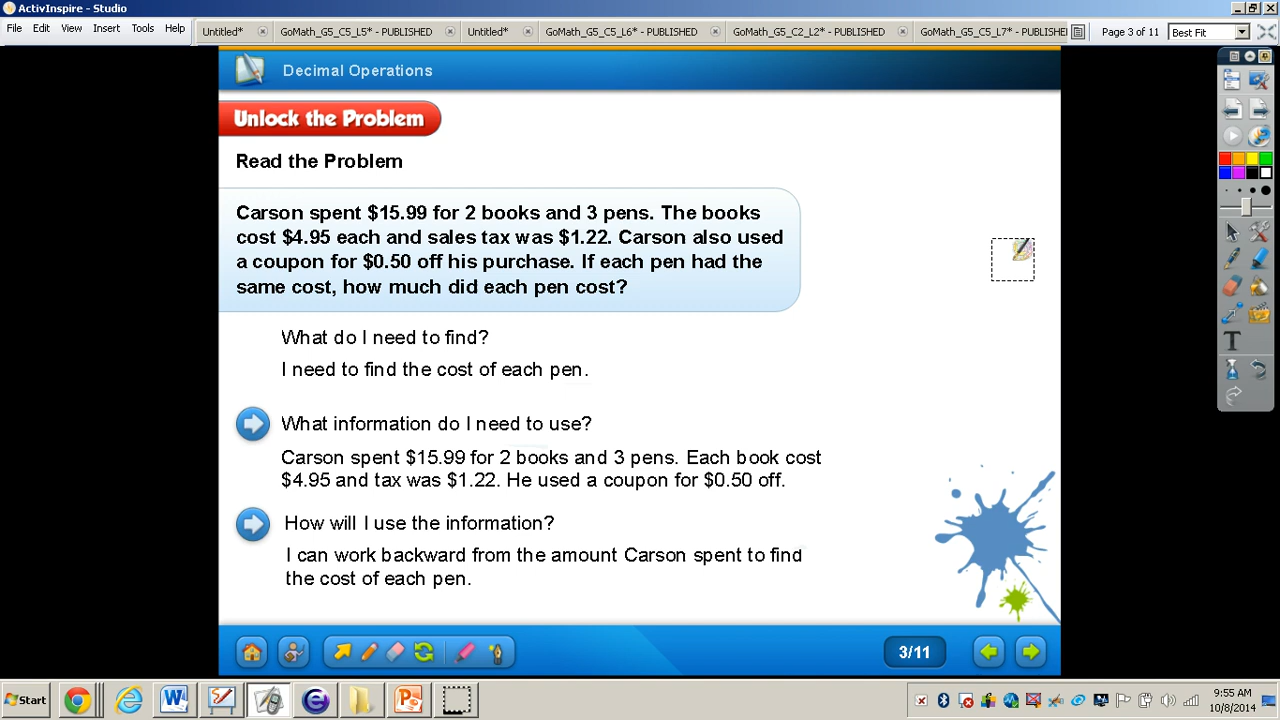 ActivInspire - Studio
File Edit View Insert Tools Help
Untitled* GoMath_G5_C5_L5* - PUBLISHED Untitled* GoMath_G5_C5_L6* - PUBLISHED GoMath_G5_C2_L2* - PUBLISHED GoMath_G5_C5_L7* - PUBLISHE Page 3 of 11 Best Fit
Decimal Operations
Unlock the Problem
Read the Problem
Carson spent $15.99 for 2 books and 3 pens. The books
cost $4.95 each and sales tax was $1.22. Carson also used
a coupon for $0.50 off his purchase. If each pen had the
same cost, how much did each pen cost?
What do I need to find?
I need to find the cost of each pen.
What information do I need to use?
Carson spent $15.99 for 2 books and 3 pens. Each book cost
$4.95 and tax was $1.22. He used a coupon for $0.50 off.
How will I use the information?
I can work backward from the amount Carson spent to find
the cost of each pen.
3/11
Start
9:55 AM
10/8/2014